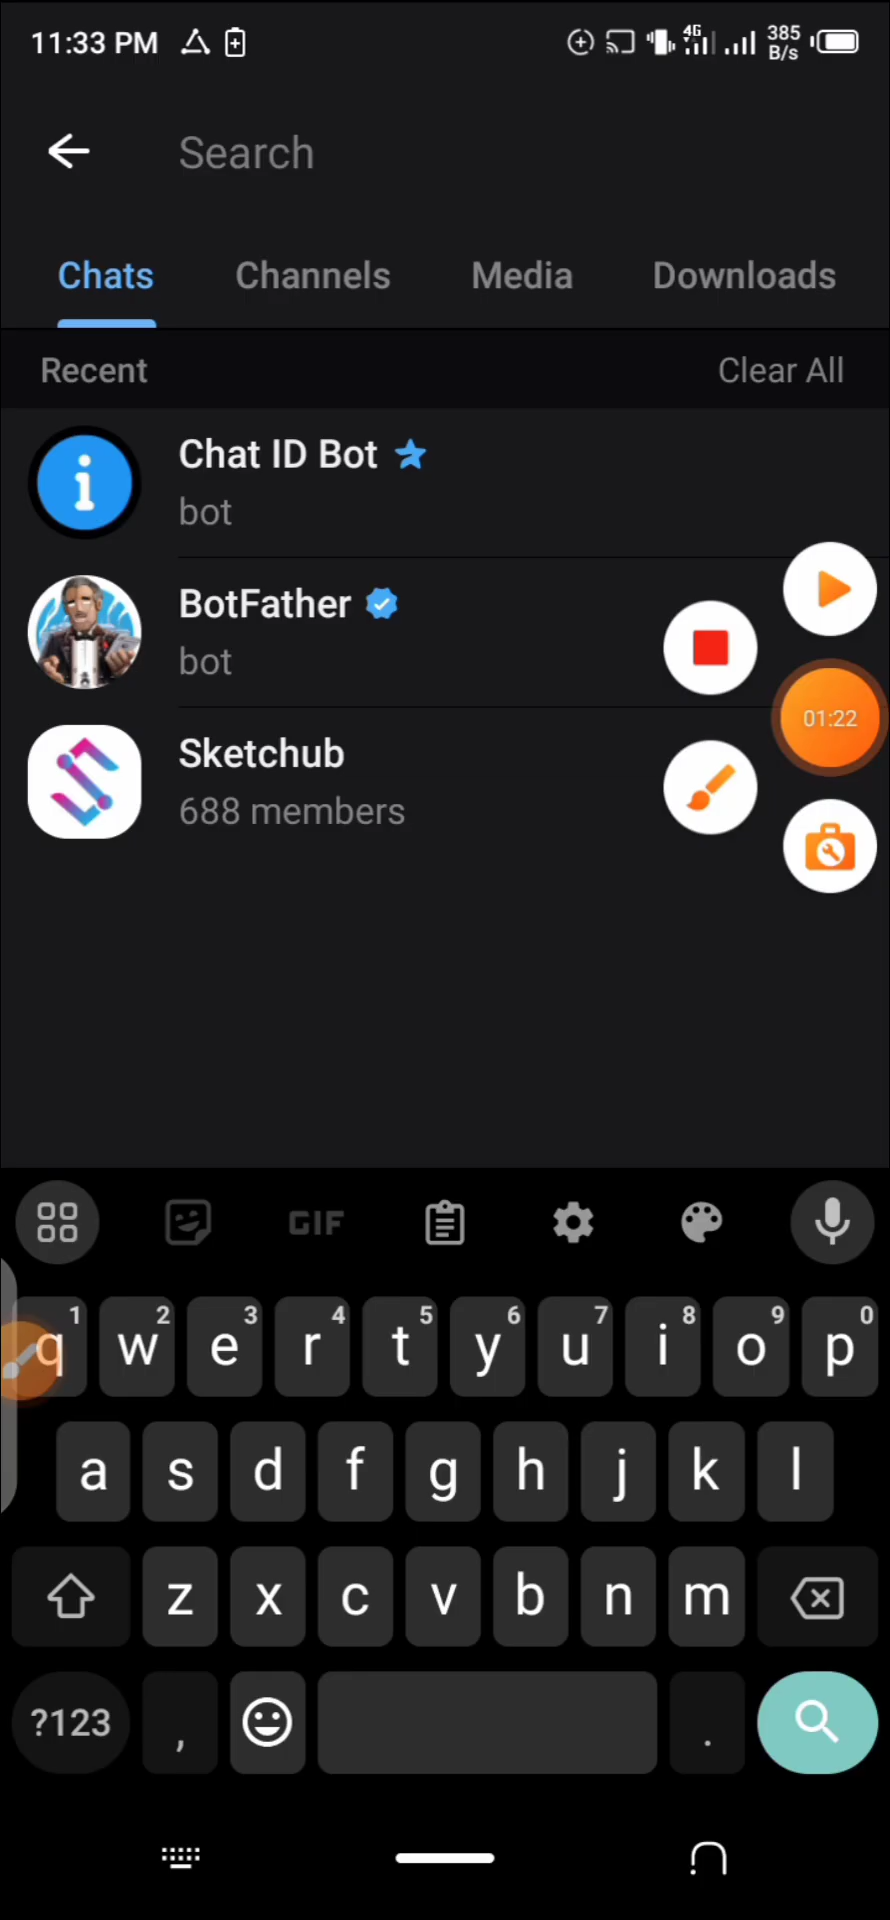 11:33 PM 4G 385 B/s
Search
Chats Channels Media Downloads
Recent Clear All
Chat ID Bot
bot
BotFather
bot
01:22
Sketchub
688 members
GIF
1 2 3 4 5 6 7 8 9 0
q w e r t y u i o p
a s d f g h j k l
z x c v b n m
?123 , .